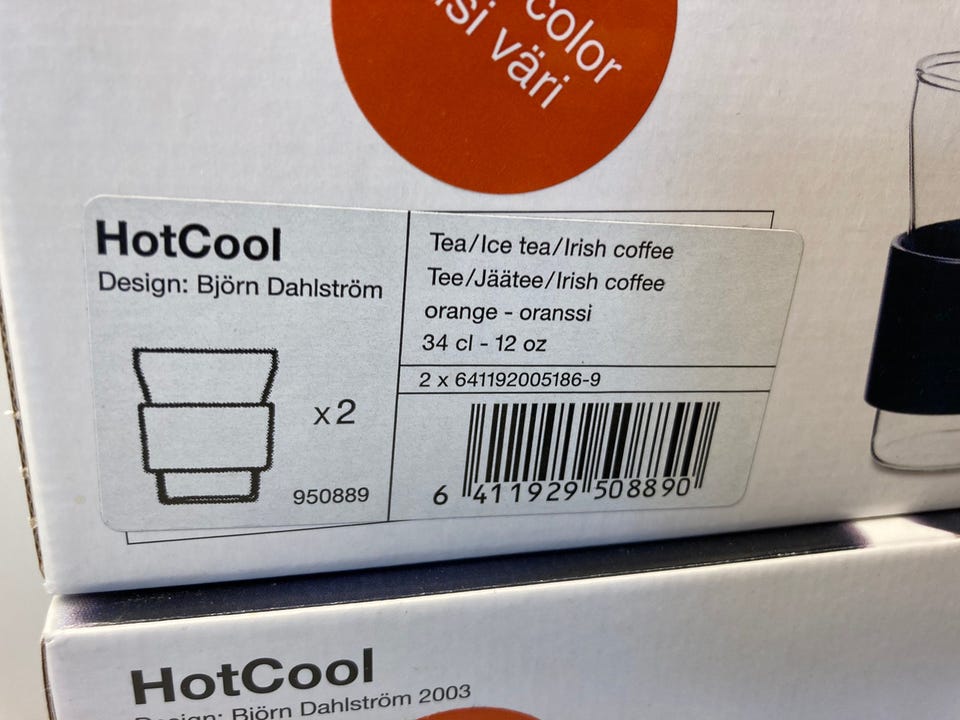 color
si väri
HotCool
Design: Björn Dahlström
x2
950889
Tea/Ice tea/Irish coffee
Tee/Jäätee/Irish coffee
orange - oranssi
34 cl - 12 oz
2 x 641192005186-9
6 411929 508890
HotCool
Design: Björn Dahlström 2003